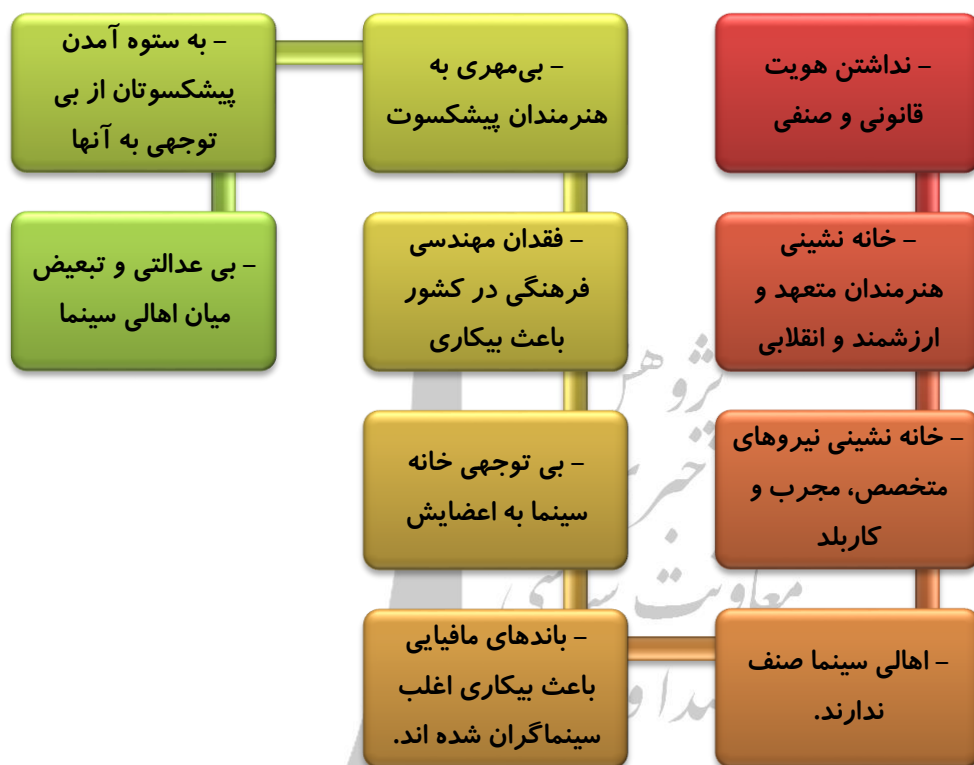 – نداشتن هویت
قانونی و صنفی
– خانه نشینی
هنرمندان متعهد و
ارزشمند و انقلابی
– خانه نشینی نیروهای
متخصص، مجرب و
کاربلد
– اهالی سینما صنف
ندارند.
– باندهای مافیایی
باعث بیکاری اغلب
سینماگران شده اند.
– بی توجهی خانه
سینما به اعضایش
– فقدان مهندسی
فرهنگی در کشور
باعث بیکاری
– بی‌مهری به
هنرمندان پیشکسوت
– به ستوه آمدن
پیشکسوتان از بی
توجهی به آنها
– بی عدالتی و تبعیض
میان اهالی سینما
معاونت